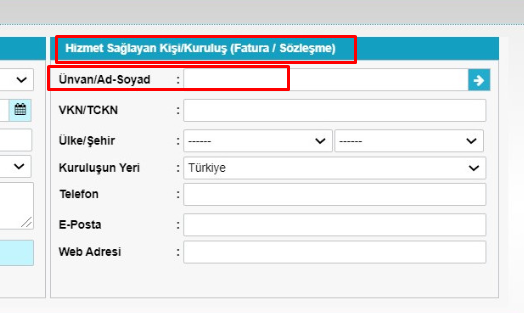 Hizmet Sağlayan Kişi/Kuruluş (Fatura / Sözleşme)
Ünvan/Ad-Soyad :
VKN/TCKN :
Ülke/Şehir : ------ ------
Kuruluşun Yeri : Türkiye
Telefon :
E-Posta :
Web Adresi :